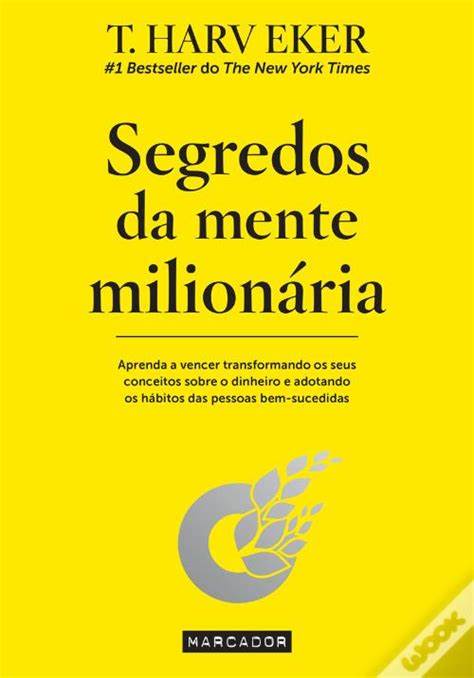 T. HARV EKER
#1 Bestseller do The New York Times
Segredos
da mente
milionária
Aprenda a vencer transformando os seus
conceitos sobre o dinheiro e adotando
os hábitos das pessoas bem-sucedidas
MARCADOR
wook